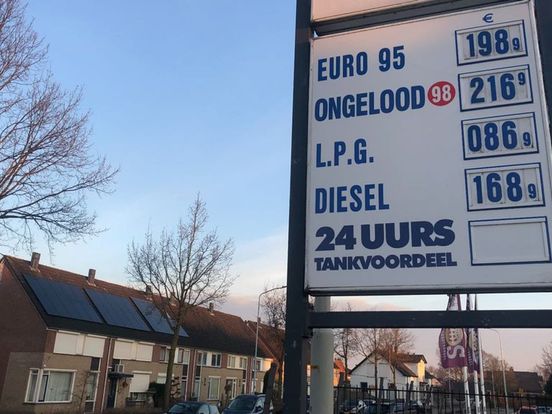 €
EURO 95 198 9
ONGELOOD 98 216 9
L.P.G. 086 9
DIESEL 168 9
24 UURS
TANKVOORDEEL